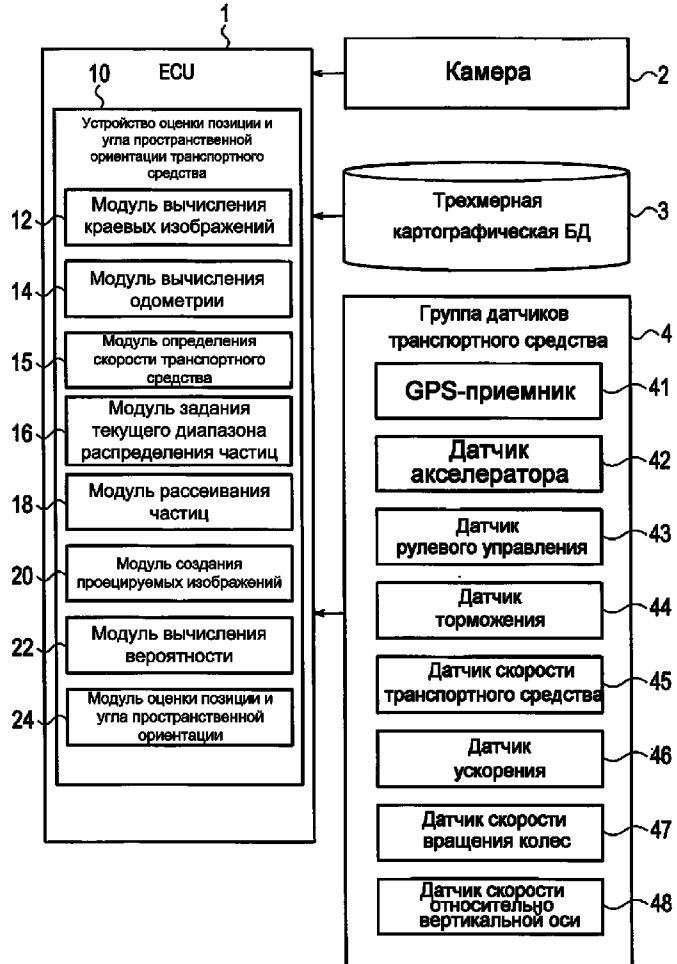 1
ECU
10
Устройство оценки позиции и
угла пространственной
ориентации транспортного
средства
12
Модуль вычисления
краевых изображений
14
Модуль вычисления
одометрии
15
Модуль определения
скорости транспортного
средства
16
Модуль задания
текущего диапазона
распределения частиц
18
Модуль рассеивания
частиц
20
Модуль создания
проецируемых изображений
22
Модуль вычисления
вероятности
24
Модуль оценки позиции и
угла пространственной
ориентации
Камера
2
Трехмерная
картографическая БД
3
Группа датчиков
транспортного средства
4
GPS-приемник
41
Датчик
акселератора
42
Датчик
рулевого управления
43
Датчик
торможения
44
Датчик скорости
транспортного средства
45
Датчик
ускорения
46
Датчик скорости
вращения колес
47
Датчик скорости
относительно
вертикальной оси
48